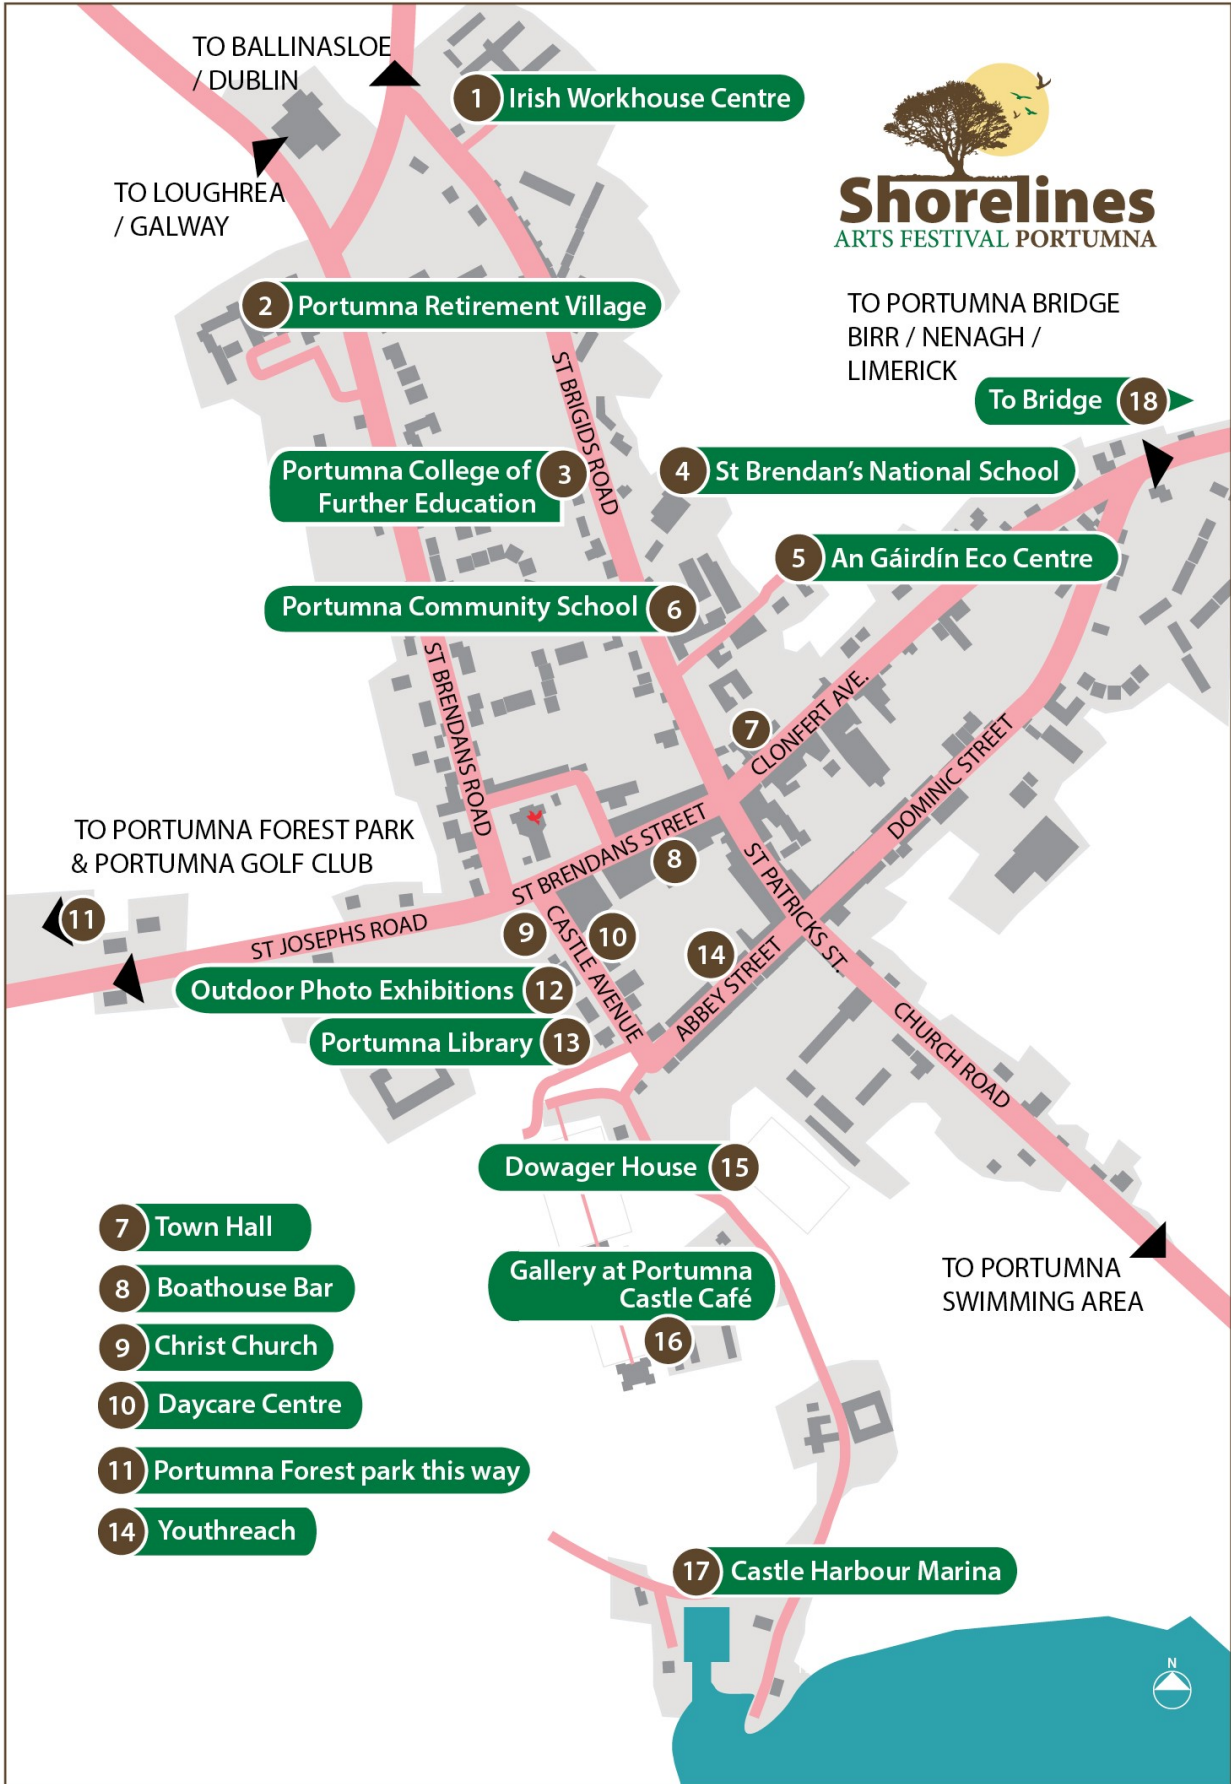 TO BALLINASLOE
/ DUBLIN
1 Irish Workhouse Centre
Shorelines
ARTS FESTIVAL PORTUMNA
TO LOUGHREA
/ GALWAY
2 Portumna Retirement Village
TO PORTUMNA BRIDGE
BIRR / NENAGH /
LIMERICK
To Bridge 18
ST BRIGIDS ROAD
Portumna College of
Further Education
3
4 St Brendan's National School
5 An Gáirdín Eco Centre
Portumna Community School 6
ST BRENDANS ROAD
7
CLONFERT AVE.
DOMINIC STREET
TO PORTUMNA FOREST PARK
& PORTUMNA GOLF CLUB
ST BRENDANS STREET
8
ST PATRICKS ST.
11
ST JOSEPHS ROAD
9
CASTLE AVENUE
10
14
ABBEY STREET
Outdoor Photo Exhibitions 12
Portumna Library 13
CHURCH ROAD
Dowager House 15
7 Town Hall
8 Boathouse Bar
9 Christ Church
10 Daycare Centre
11 Portumna Forest park this way
14 Youthreach
Gallery at Portumna
Castle Café
16
TO PORTUMNA
SWIMMING AREA
17 Castle Harbour Marina
N